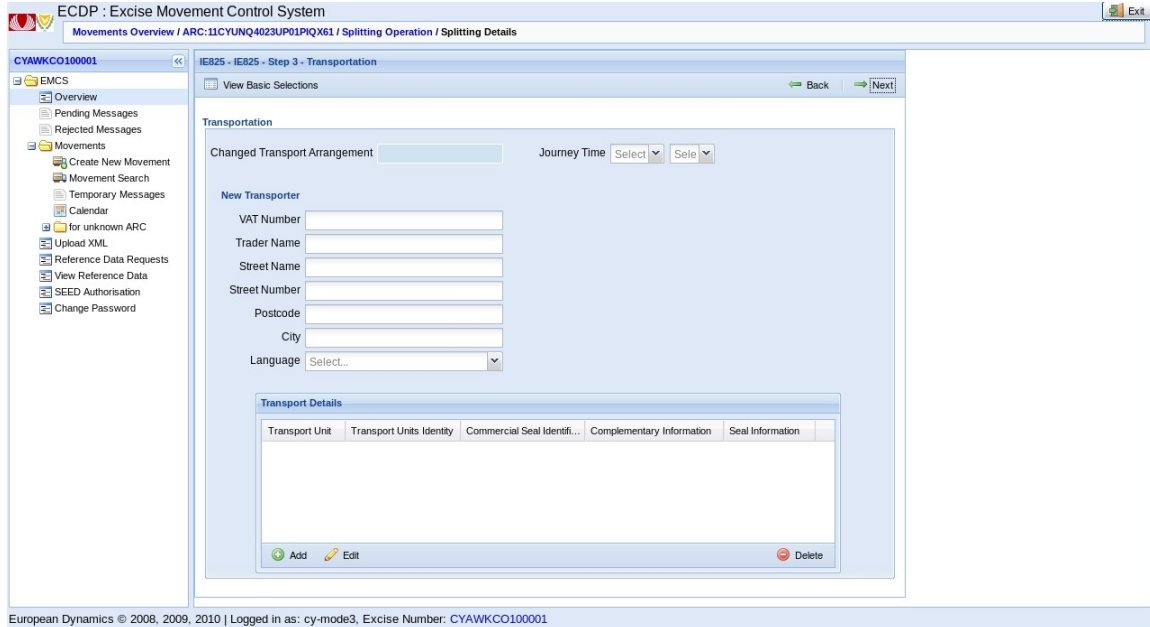 ECDP : Excise Movement Control System
Exit
Movements Overview / ARC:11CYUNQ4023UP01PIQX61 / Splitting Operation / Splitting Details
CYAWKCO100001
EMCS
Overview
Pending Messages
Rejected Messages
Movements
Create New Movement
Movement Search
Temporary Messages
Calendar
for unknown ARC
Upload XML
Reference Data Requests
View Reference Data
SEED Authorisation
Change Password
IE825 - IE825 - Step 3 - Transportation
View Basic Selections Back Next
Transportation
Changed Transport Arrangement Journey Time Select Sele
New Transporter
VAT Number
Trader Name
Street Name
Street Number
Postcode
City
Language Select...
Transport Details
Transport Unit Transport Units Identity Commercial Seal Identifi... Complementary Information Seal Information
Add Edit Delete
European Dynamics © 2008, 2009, 2010 | Logged in as: cy-mode3, Excise Number: CYAWKCO100001